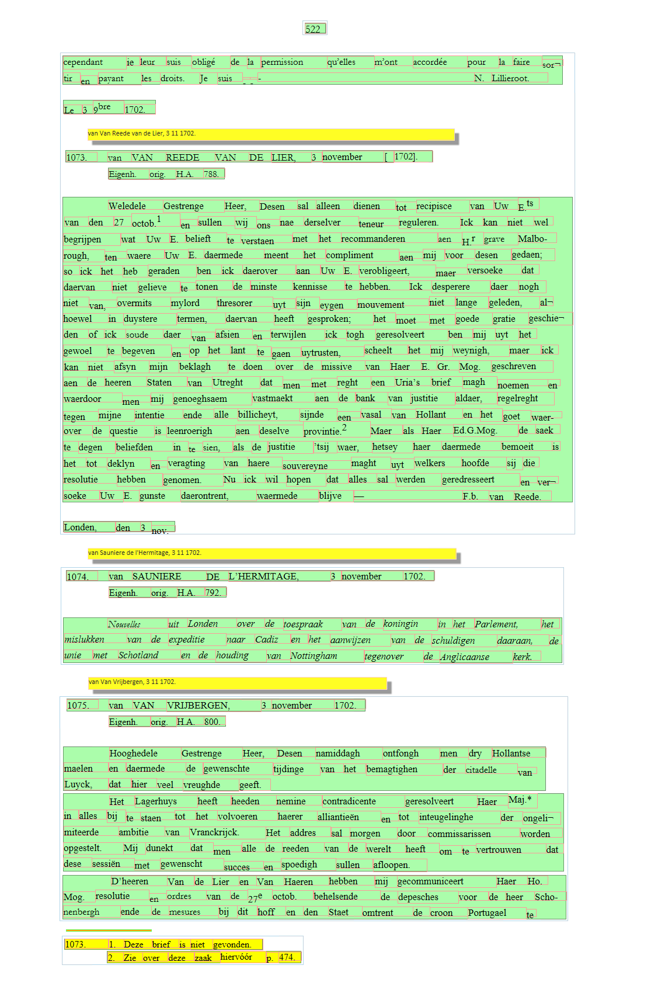 522
cependant ie leur suis obligé de la permission qu'elles m'ont accordée pour la faire sor¬
tir en payant les droits. Je suis - N. Lillieroot.
Le 3 9bre 1702.
van Van Reede van de Lier, 3 11 1702.
1073. van VAN REEDE VAN DE LIER, 3 november [ 1702].
Eigenh. orig. H.A. 788.
Weledele Gestrenge Heer, Desen sal alleen dienen tot recipisce van Uw E.ts
van den 27 octob.1 en sullen wij ons nae derselver teneur reguleren. Ick kan niet wel
begrijpen wat Uw E. belieft te verstaen met het recommanderen aen H.r grave Malbo-
rough, ten waere Uw E. daermede meent het compliment aen mij voor desen gedaen;
so ick het heb geraden ben ick daerover aan Uw E. verobligeert, maer versoeke dat
daervan niet gelieve te tonen de minste kennisse te hebben. Ick desperere daer nogh
niet van, overmits mylord thresorer uyt sijn eygen mouvement niet lange geleden, al¬
hoewel in duystere termen, daervan heeft gesproken; het moet met goede gratie geschie¬
den of ick soude daer van afsien en terwijlen ick togh geresolveert ben mij uyt het
gewoel te begeven en op het lant te gaen uytrusten, scheelt het mij weynigh, maer ick
kan niet afsyn mijn beklagh te doen over de missive van Haer E. Gr. Mog. geschreven
aen de heeren Staten van Utreght dat men met reght een Uria's brief magh noemen en
waerdoor men mij genoeghsaem vastmaekt aen de bank van justitie aldaer, regelreght
tegen mijne intentie ende alle billicheyt, sijnde een vasal van Hollant en het goet waer-
over de questie is leenroerigh aen deselve provintie.2 Maer als Haer Ed.G.Mog. de saek
te degen beliefden in te sien, als de justitie 'tsij waer, hetsey haer daermede bemoeit is
het tot deklyn en veragting van haere souvereyne maght uyt welkers hoofde sij die
resolutie hebben genomen. Nu ick wil hopen dat alles sal werden geredresseert en ver¬
soeke Uw E. gunste daerontrent, waermede blijve — F.b. van Reede.
Londen, den 3 nov.
van Sauniere de l'Hermitage, 3 11 1702.
1074. van SAUNIERE DE L'HERMITAGE, 3 november 1702.
Eigenh. orig. H.A. 792.
Nouvelles uit Londen over de toespraak van de koningin in het Parlement, het
mislukken van de expeditie naar Cadiz en het aanwijzen van de schuldigen daaraan, de
unie met Schotland en de houding van Nottingham tegenover de Anglicaanse kerk.
van Van Vrijbergen, 3 11 1702.
1075. van VAN VRIJBERGEN, 3 november 1702.
Eigenh. orig. H.A. 800.
Hooghedele Gestrenge Heer, Desen namiddagh ontfongh men dry Hollantse
maelen en daermede de gewenschte tijdinge van het bemagtighen der citadelle van
Luyck, dat hier veel vreughde geeft.
Het Lagerhuys heeft heeden nemine contradicente geresolveert Haer Maj.*
in alles bij te staen tot het volvoeren haerer alliantieën en tot inteugelinghe der ongeli¬
miteerde ambitie van Vranckrijck. Het addres sal morgen door commissarissen worden
opgestelt. Mij dunekt dat men alle de reeden van de werelt heeft om te vertrouwen dat
dese sessiën met gewenscht succes en spoedigh sullen afloopen.
D'heeren Van de Lier en Van Haeren hebben mij gecommuniceert Haer Ho.
Mog. resolutie en ordres van de 27e octob. behelsende de depesches voor de heer Scho-
nenbergh ende de mesures bij dit hoff en den Staet omtrent de croon Portugael te
1073. 1. Deze brief is niet gevonden.
2. Zie over deze zaak hiervóór p. 474.